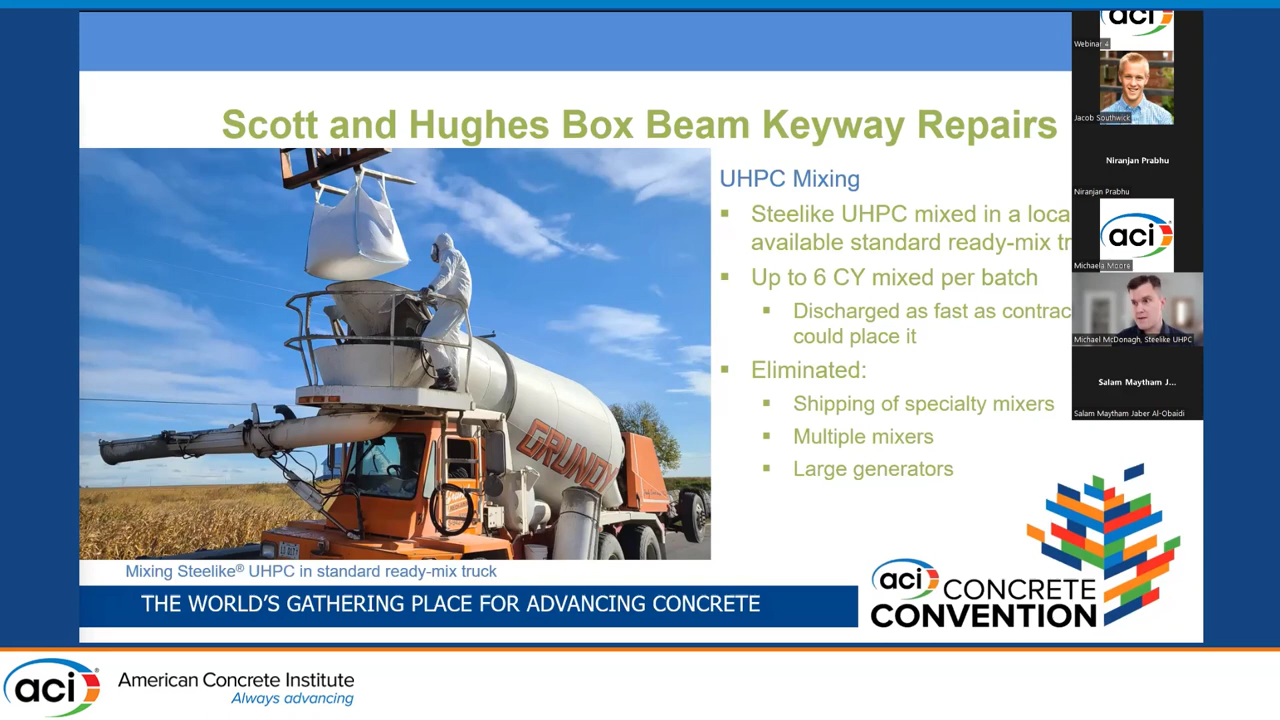 Scott and Hughes Box Beam Keyway Repairs
UHPC Mixing
Steelike UHPC mixed in a loca
available standard ready-mix tr
Up to 6 CY mixed per batch
Discharged as fast as contrac
could place it
Eliminated:
Shipping of specialty mixers
Multiple mixers
Large generators
GRUNDY
Mixing Steelike® UHPC in standard ready-mix truck
THE WORLD'S GATHERING PLACE FOR ADVANCING CONCRETE
aci CONCRETE
CONVENTION
aci
Webinar 4
Jacob Southwick
Niranjan Prabhu
Niranjan Prabhu
aci
Michaela Moore
Michael McDonagh, Steelike UHPC
Salam Maytham J...
Salam Maytham Jaber Al-Obaidi
aci®
American Concrete Institute
Always advancing